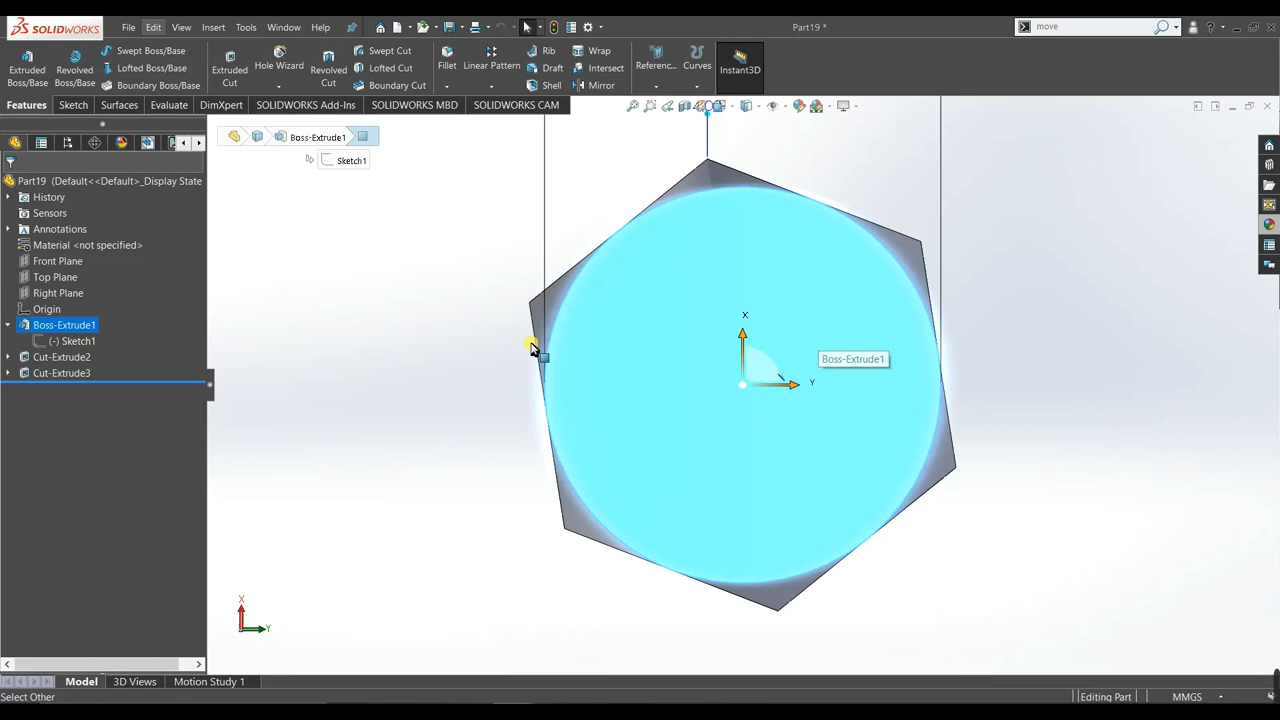 SOLIDWORKS File Edit View Insert Tools Window Help Part19 * move
Extruded Boss/Base Revolved Boss/Base Swept Boss/Base Lofted Boss/Base Boundary Boss/Base Extruded Cut Hole Wizard Revolved Cut Swept Cut Lofted Cut Boundary Cut Fillet Linear Pattern Rib Draft Shell Wrap Intersect Mirror Referenc... Curves Instant3D
Features Sketch Surfaces Evaluate DimXpert SOLIDWORKS Add-Ins SOLIDWORKS MBD SOLIDWORKS CAM
Boss-Extrude1
Sketch1
Part19 (Default<<Default>_Display State
History
Sensors
Annotations
Material <not specified>
Front Plane
Top Plane
Right Plane
Origin
Boss-Extrude1
(-) Sketch1
Cut-Extrude2
Cut-Extrude3
X
Boss-Extrude1
Y
X
Y
Model 3D Views Motion Study 1
Select Other Editing Part MMGS